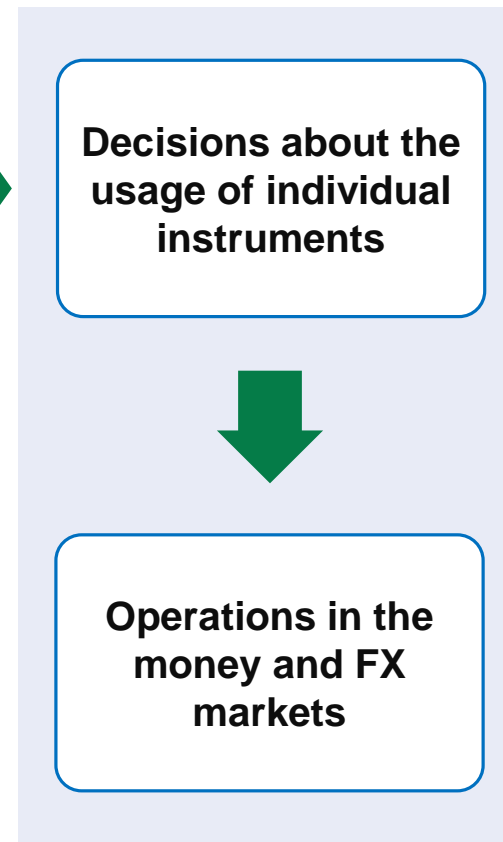 Decisions about the
usage of individual
instruments
Operations in the
money and FX
markets